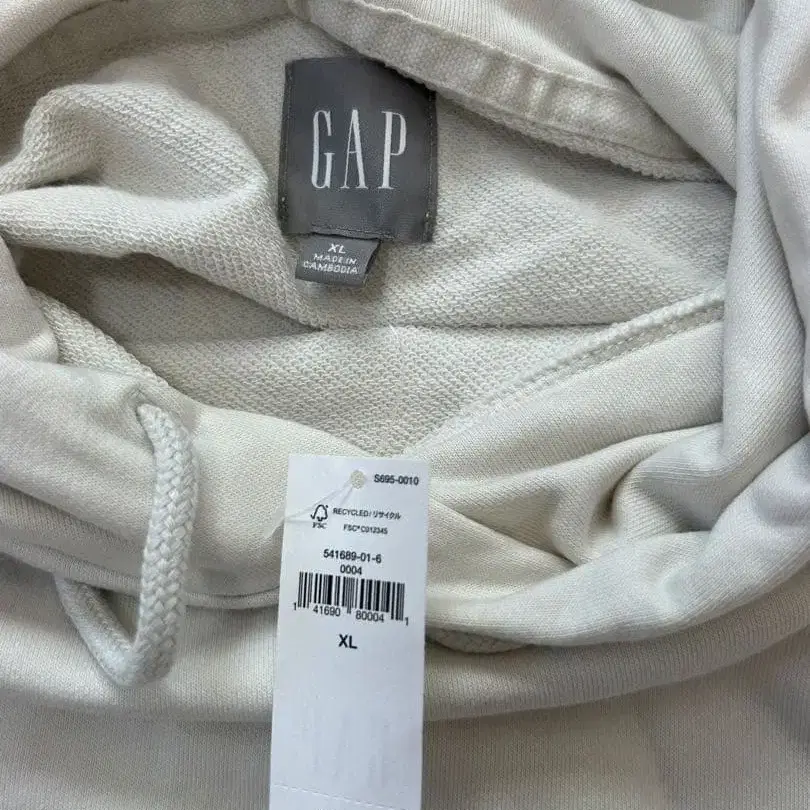 GAP
XL
MADE IN
CAMBODIA
S695-0010
FSC
RECYCLED/リサイクル
FSC® C012345
541689-01-6
0004
1 41690 80004 1
XL